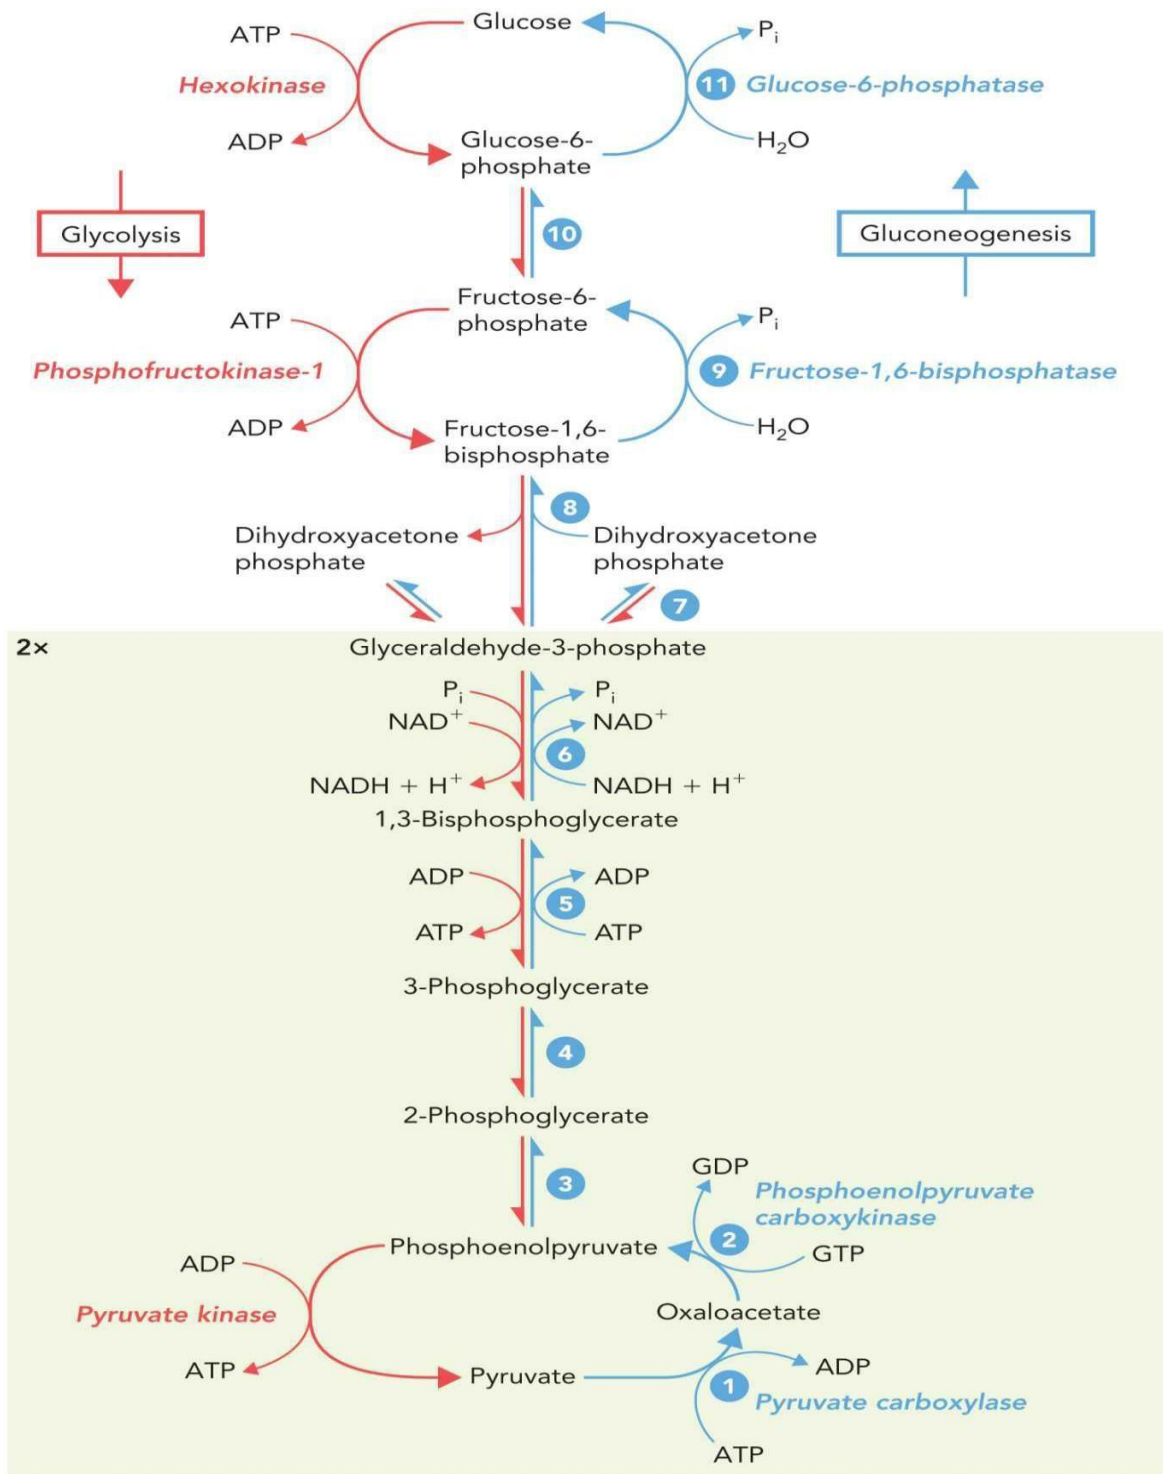 Glucose
ATP
P_i
Hexokinase
11 Glucose-6-phosphatase
ADP
Glucose-6-
phosphate
H₂O
Glycolysis
10
Gluconeogenesis
Fructose-6-
phosphate
ATP
P_i
Phosphofructokinase-1
9 Fructose-1,6-bisphosphatase
ADP
Fructose-1,6-
bisphosphate
H₂O
8
Dihydroxyacetone
phosphate
Dihydroxyacetone
phosphate
7
2×
Glyceraldehyde-3-phosphate
P_i
P_i
NAD⁺
NAD⁺
6
NADH + H⁺
NADH + H⁺
1,3-Bisphosphoglycerate
ADP
ADP
5
ATP
ATP
3-Phosphoglycerate
4
2-Phosphoglycerate
3
GDP
Phosphoenolpyruvate
carboxykinase
2
Phosphoenolpyruvate
GTP
ADP
Pyruvate kinase
Oxaloacetate
ATP
Pyruvate
ADP
1
Pyruvate carboxylase
ATP